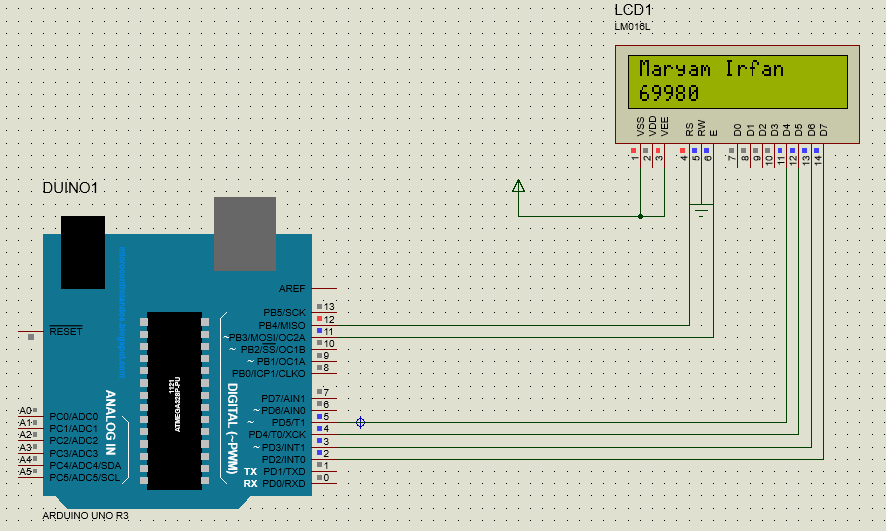 LCD1
LM016L
Maryam Irfan
69980
VSS VDD VEE RS RW E D0 D1 D2 D3 D4 D5 D6 D7
1 2 3 4 5 6 7 8 9 10 11 12 13 14
DUINO1
AREF
13
PB5/SCK
12
PB4/MISO
11
~PB3/MOSI/OC2A
10
~ PB2/SS/OC1B
9
~ PB1/OC1A
8
PB0/ICP1/CLKO
RESET
7
PD7/AIN1
6
~PD6/AIN0
5
~ PD5/T1
4
PD4/T0/XCK
3
~PD3/INT1
2
PD2/INT0
1
TX PD1/TXD
0
RX PD0/RXD
DIGITAL (~PWM)
1121
ATMEGA328P-PU
ANALOG IN
A0 PC0/ADC0
A1 PC1/ADC1
A2 PC2/ADC2
A3 PC3/ADC3
A4 PC4/ADC4/SDA
A5 PC5/ADC5/SCL
ARDUINO UNO R3